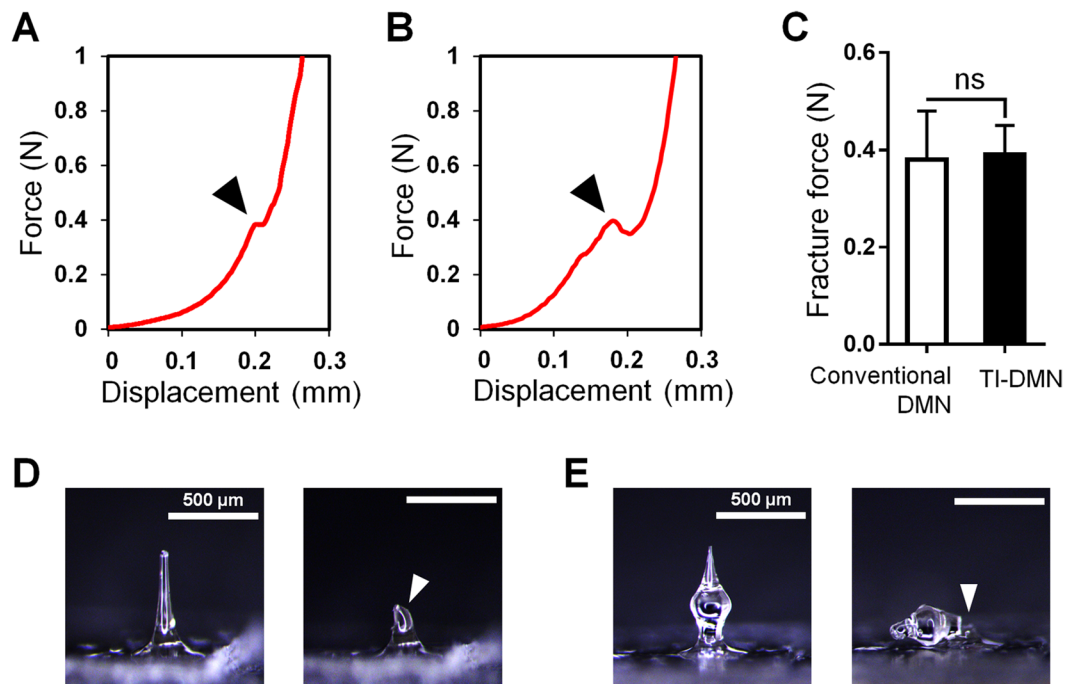 A
1
0.8
0.6
0.4
0.2
0
Force (N)
0
0.1
0.2
0.3
Displacement (mm)
B
1
0.8
0.6
0.4
0.2
0
Force (N)
0
0.1
0.2
0.3
Displacement (mm)
C
0.6
0.4
0.2
0.0
Fracture force (N)
ns
Conventional
DMN
TI-DMN
D
500 μm
E
500 μm